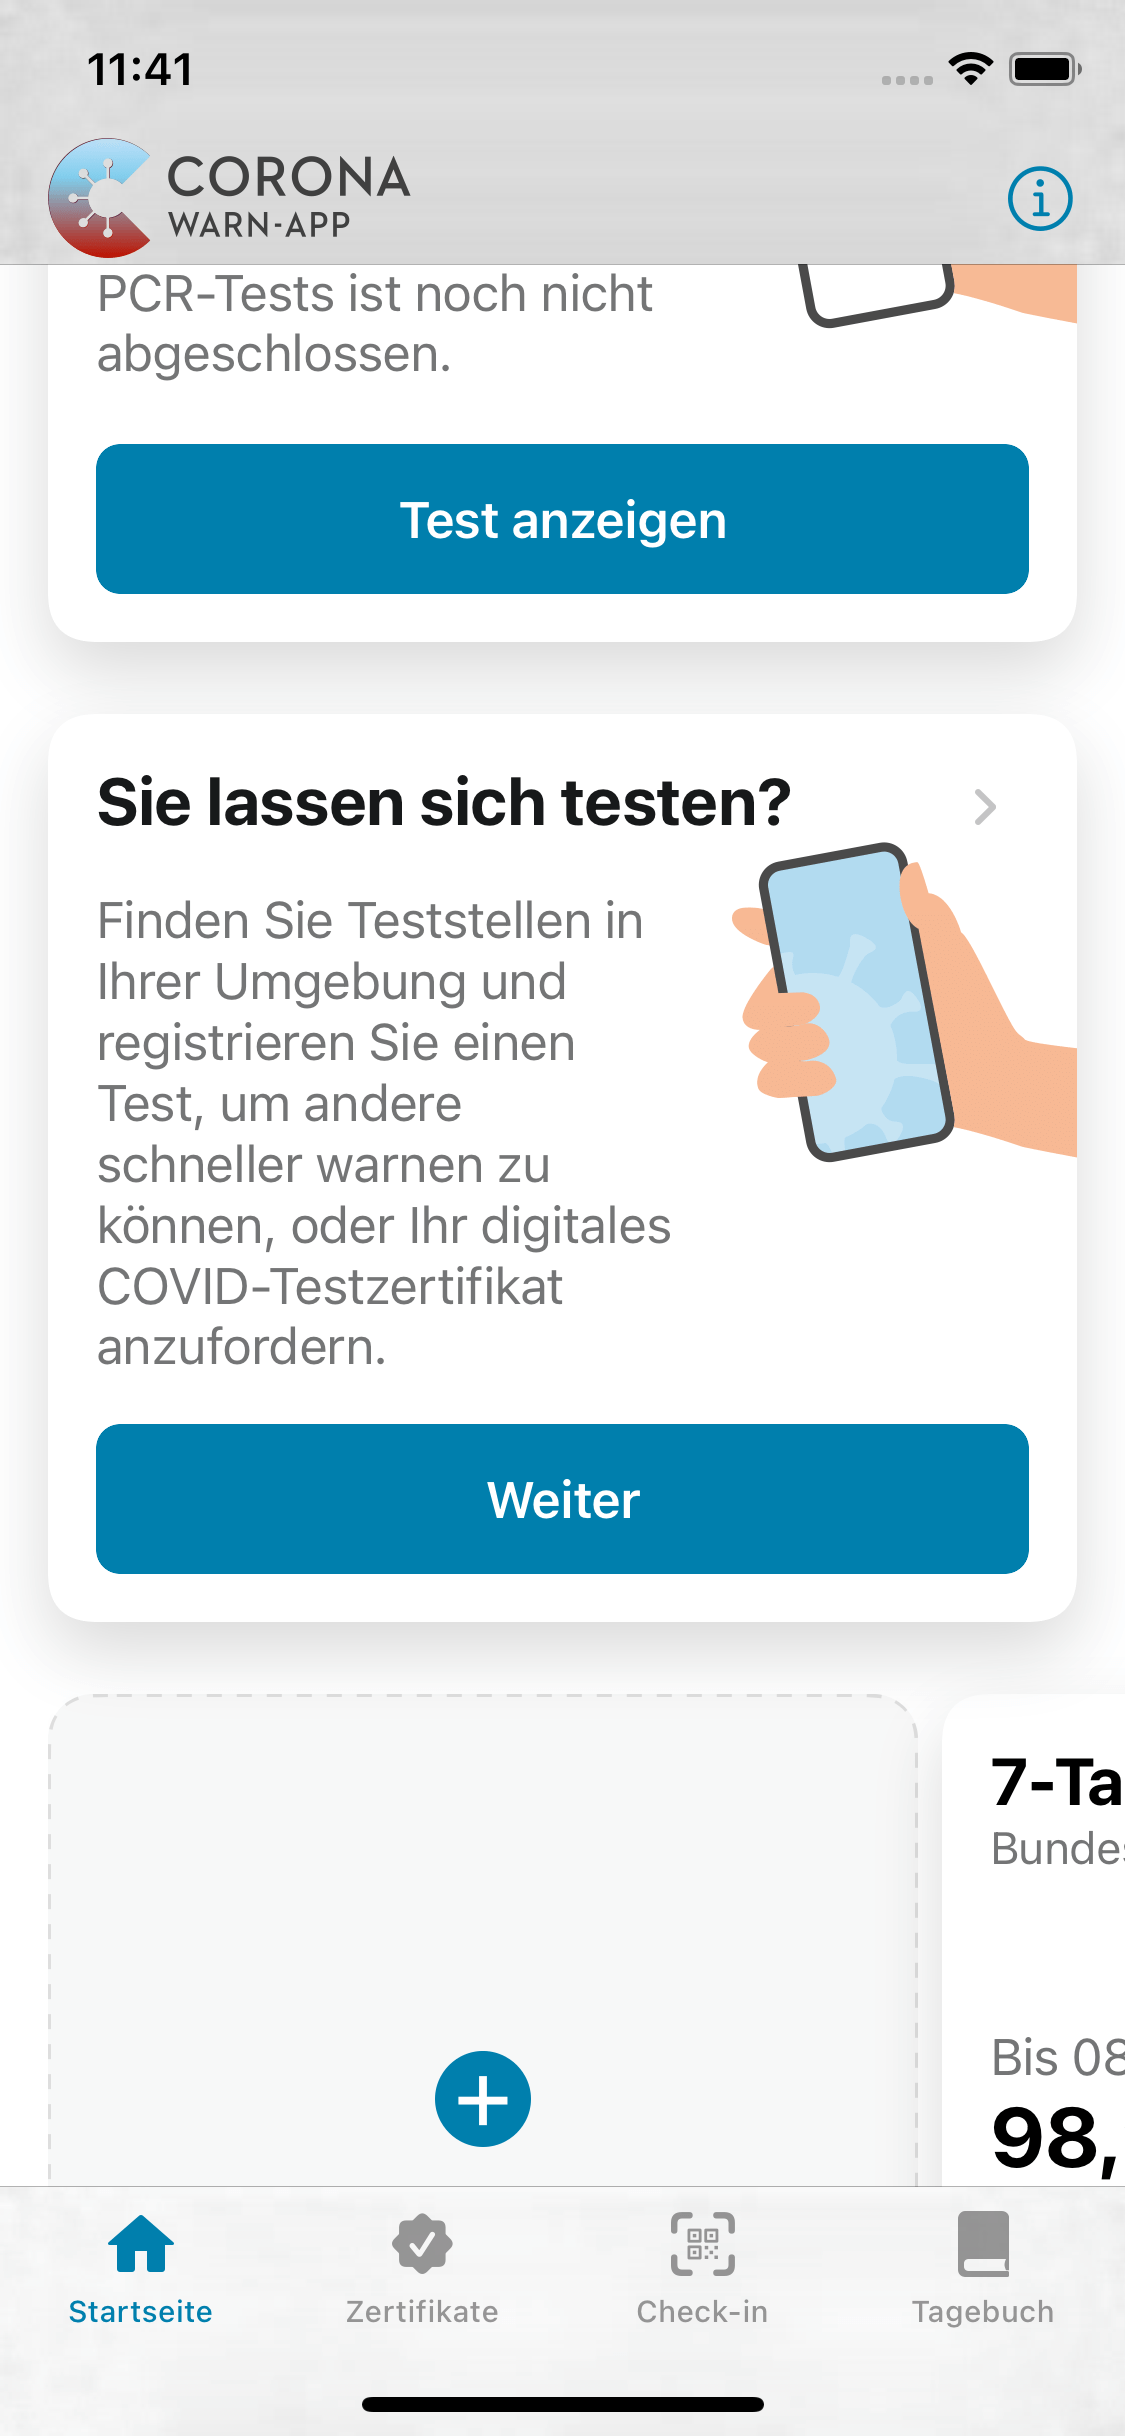 11:41
CORONA
WARN-APP
PCR-Tests ist noch nicht
abgeschlossen.
Test anzeigen
Sie lassen sich testen?
Finden Sie Teststellen in
Ihrer Umgebung und
registrieren Sie einen
Test, um andere
schneller warnen zu
können, oder Ihr digitales
COVID-Testzertifikat
anzufordern.
Weiter
7-Ta
Bundes
Bis 08
98,
Startseite
Zertifikate
Check-in
Tagebuch